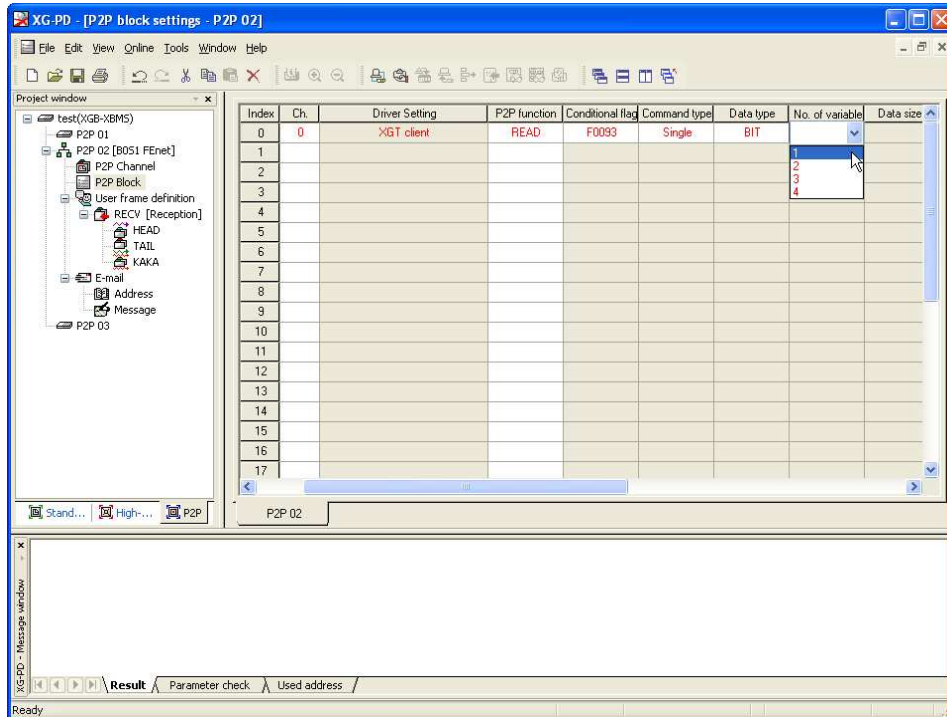 XG-PD - [P2P block settings - P2P 02]
File Edit View Online Tools Window Help
Project window
test(XGB-XBMS)
P2P 01
P2P 02 [B0S1 FEnet]
P2P Channel
P2P Block
User frame definition
RECV [Reception]
HEAD
TAIL
KAKA
E-mail
Address
Message
P2P 03
Stand... High-... P2P
Index Ch. Driver Setting P2P function Conditional flag Command type Data type No. of variable Data size
0 0 XGT client READ F0093 Single BIT
1
2
3
4
1
2
3
4
5
6
7
8
9
10
11
12
13
14
15
16
17
P2P 02
XG-PD - Message window
Result Parameter check Used address
Ready